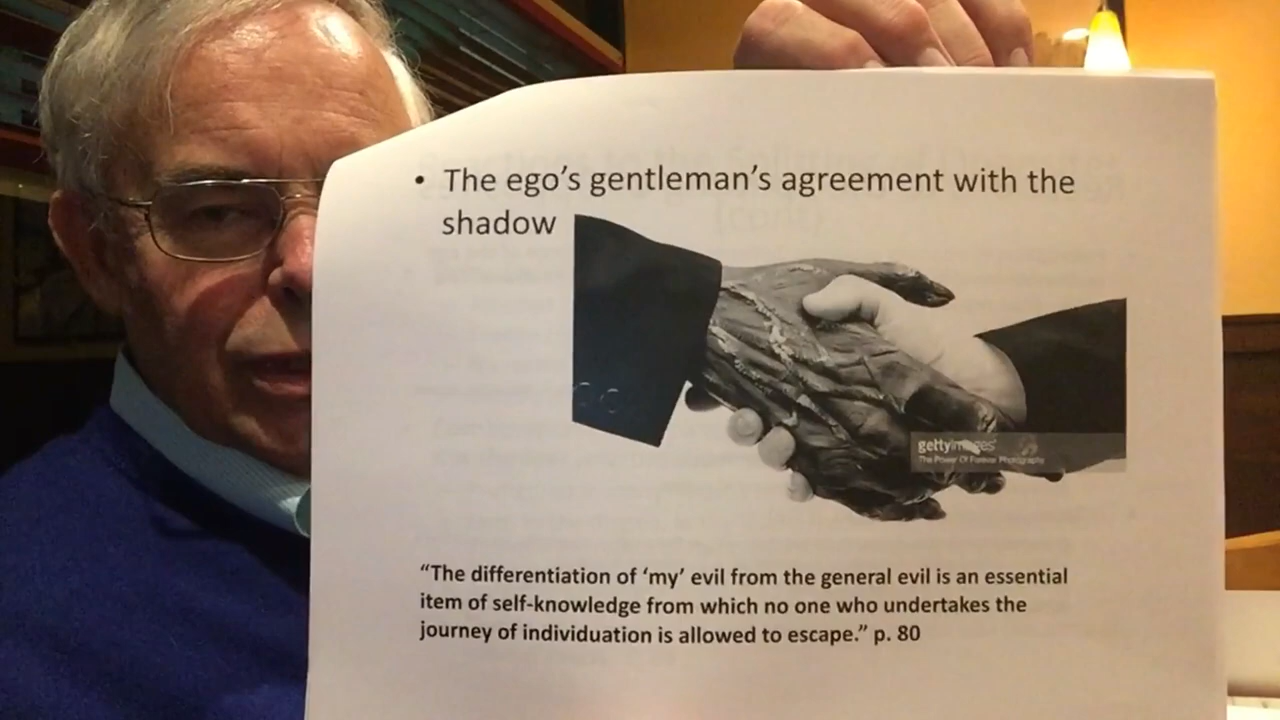 • The ego’s gentleman’s agreement with the
shadow
gettyimages
The Power Of Forever Photography
“The differentiation of ‘my’ evil from the general evil is an essential
item of self-knowledge from which no one who undertakes the
journey of individuation is allowed to escape.” p. 80